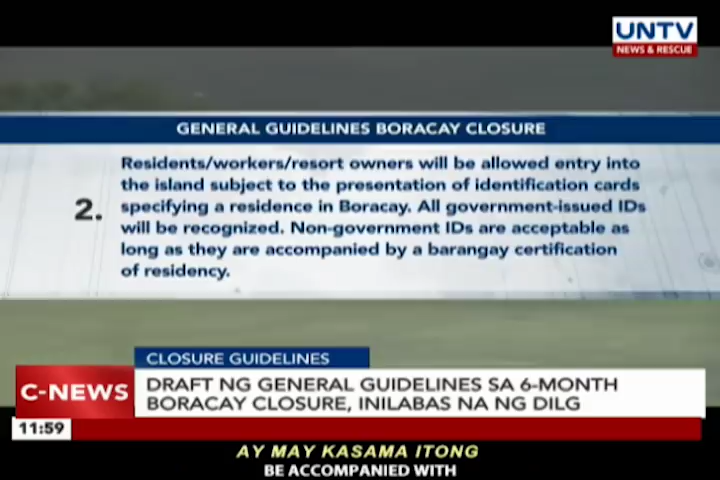 UNTV
NEWS & RESCUE
GENERAL GUIDELINES BORACAY CLOSURE
2.
Residents/workers/resort owners will be allowed entry into
the island subject to the presentation of identification cards
specifying a residence in Boracay. All government-issued IDs
will be recognized. Non-government IDs are acceptable as
long as they are accompanied by a barangay certification
of residency.
CLOSURE GUIDELINES
C-NEWS
DRAFT NG GENERAL GUIDELINES SA 6-MONTH
BORACAY CLOSURE, INILABAS NA NG DILG
11:59
AY MAY KASAMA ITONG
BE ACCOMPANIED WITH